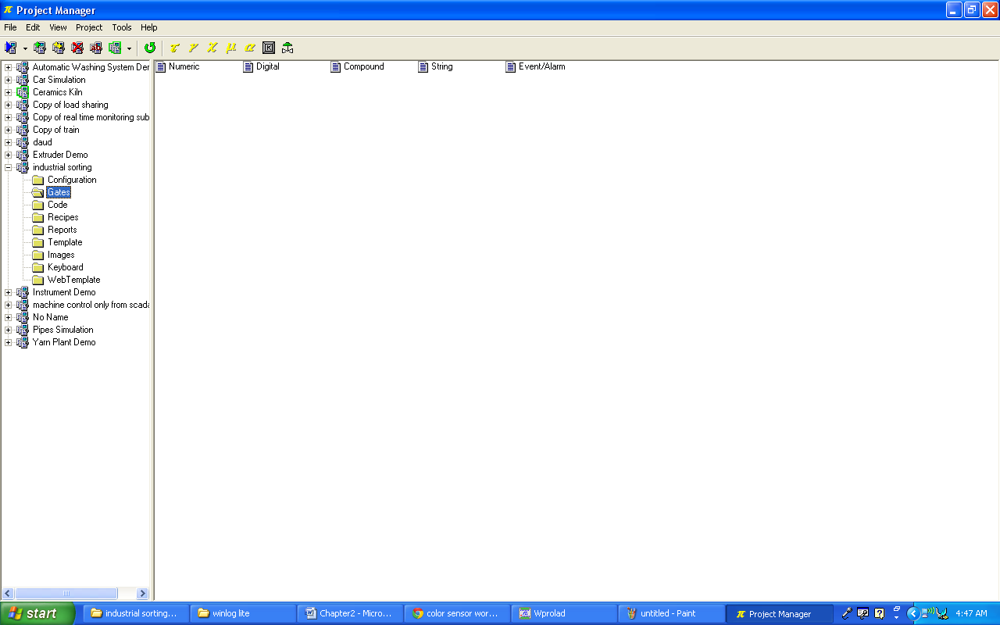 Project Manager
File Edit View Project Tools Help
Automatic Washing System Der
Numeric Digital Compound String Event/Alarm
Car Simulation
Ceramics Kiln
Copy of load sharing
Copy of real time monitoring sub
Copy of train
daud
Extruder Demo
industrial sorting
Configuration
Gates
Code
Recipes
Reports
Template
Images
Keyboard
WebTemplate
Instrument Demo
machine control only from scada
No Name
Pipes Simulation
Yarn Plant Demo
start industrial sorting... winlog lite Chapter2 - Micro... color sensor wor... Wprolad untitled - Paint Project Manager 4:47 AM